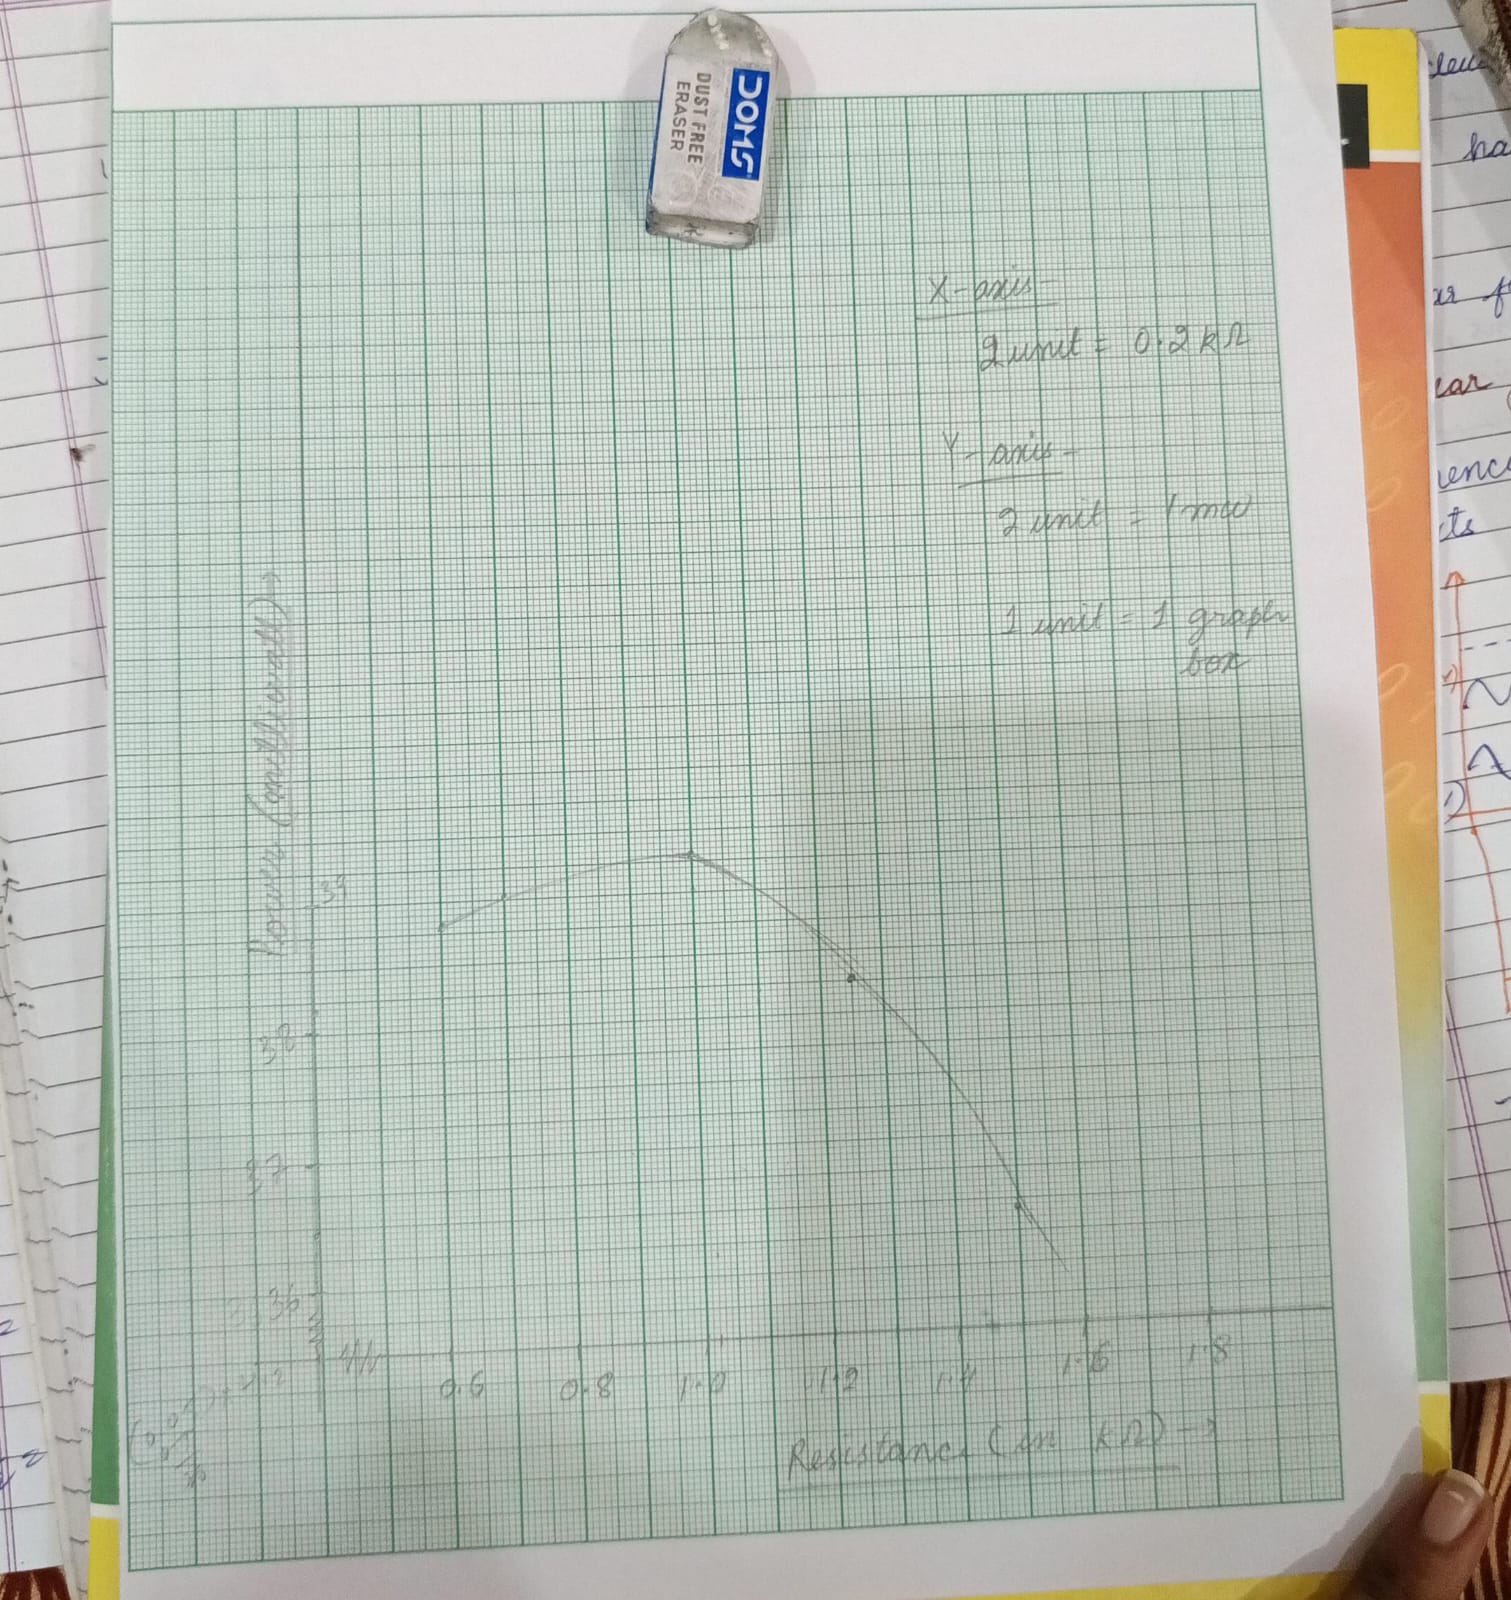 DOMS
DUST FREE
ERASER
X-axis -
2 unit = 0.2 kΩ
Y-axis -
2 unit = 1 mw
1 unit = 1 graph
box
Power (milliwatt) →
39
38
37
36
0.6 0.8 1.0 1.2 1.4 1.6 1.8
Resistance (in kΩ) →